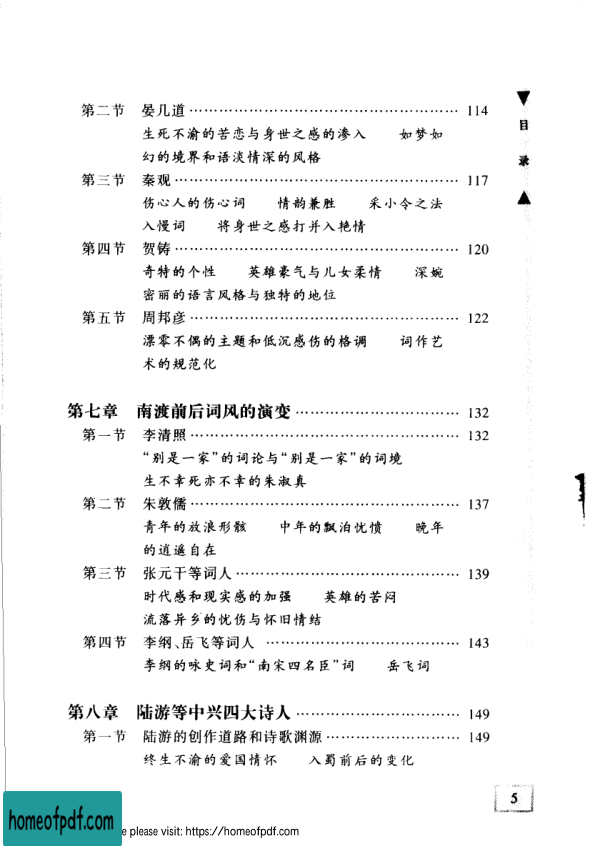 第二节　晏几道……………………………………………… 114
生死不渝的苦恋与身世之感的渗入　　如梦如
幻的境界和语淡情深的风格
第三节　秦观………………………………………………… 117
伤心人的伤心词　　情韵兼胜　　采小令之法
入慢词　　将身世之感打并入艳情
第四节　贺铸………………………………………………… 120
奇特的个性　　英雄豪气与儿女柔情　　深婉
密丽的语言风格与独特的地位
第五节　周邦彦……………………………………………… 122
漂零不偶的主题和低沉感伤的格调　　词作艺
术的规范化
第七章　南渡前后词风的演变…………………………… 132
第一节　李清照……………………………………………… 132
“别是一家”的词论与“别是一家”的词境
生不幸死亦不幸的朱淑真
第二节　朱敦儒……………………………………………… 137
青年的放浪形骸　　中年的飘泊忧愤　　晚年
的逍遥自在
第三节　张元干等词人……………………………………… 139
时代感和现实感的加强　　英雄的苦闷
流落异乡的忧伤与怀旧情结
第四节　李纲、岳飞等词人 ………………………………… 143
李纲的咏史词和“南宋四名臣”词　　岳飞词
第八章　陆游等中兴四大诗人…………………………… 149
第一节　陆游的创作道路和诗歌渊源……………………… 149
终生不渝的爱国情怀　　入蜀前后的变化
▼
目
录
▲
5
homeofpdf.com
please visit: https://homeofpdf.com